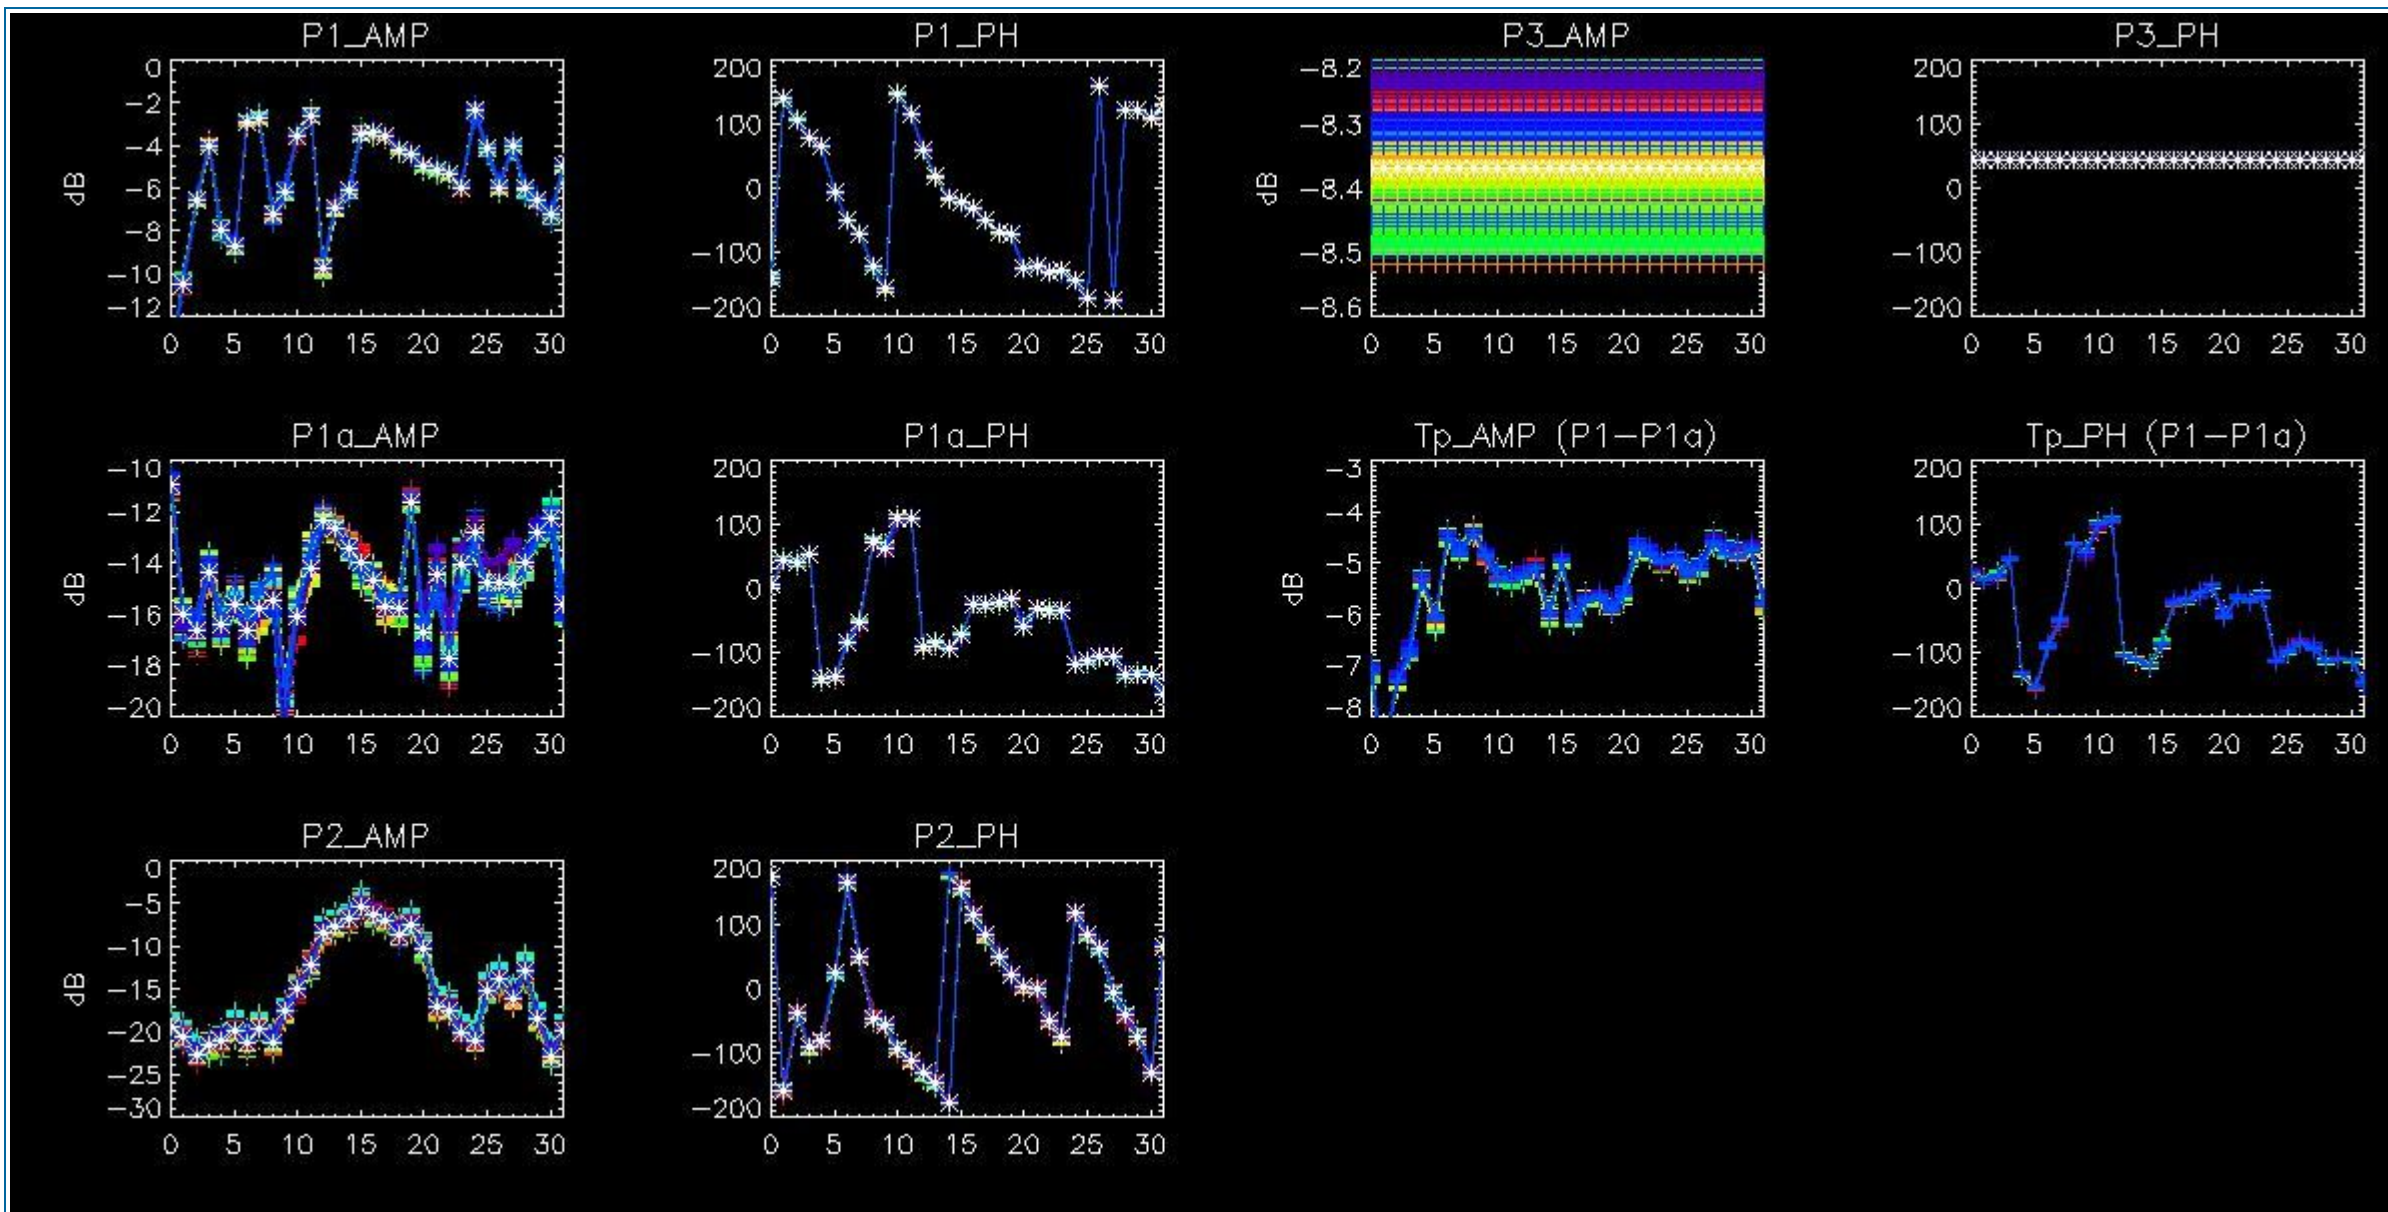 P1_AMP
0
−2
−4
−6
−8
−10
−12
dB
0 5 10 15 20 25 30
P1_PH
200
100
0
−100
−200
0 5 10 15 20 25 30
P3_AMP
−8.2
−8.3
−8.4
−8.5
−8.6
dB
0 5 10 15 20 25 30
P3_PH
200
100
0
−100
−200
0 5 10 15 20 25 30
P1a_AMP
−10
−12
−14
−16
−18
−20
dB
0 5 10 15 20 25 30
P1a_PH
200
100
0
−100
−200
0 5 10 15 20 25 30
Tp_AMP (P1−P1a)
−3
−4
−5
−6
−7
−8
dB
0 5 10 15 20 25 30
Tp_PH (P1−P1a)
200
100
0
−100
−200
0 5 10 15 20 25 30
P2_AMP
0
−5
−10
−15
−20
−25
−30
dB
0 5 10 15 20 25 30
P2_PH
200
100
0
−100
−200
0 5 10 15 20 25 30